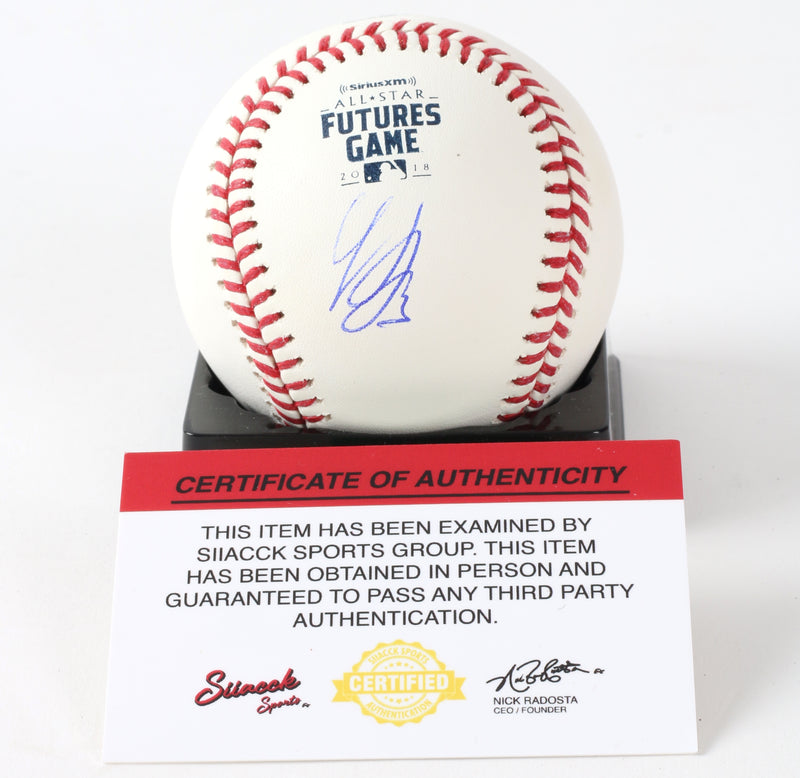 SiriusXM
ALL★STAR
FUTURES
GAME
2018
CERTIFICATE OF AUTHENTICITY
THIS ITEM HAS BEEN EXAMINED BY
SIIACCK SPORTS GROUP. THIS ITEM
HAS BEEN OBTAINED IN PERSON AND
GUARANTEED TO PASS ANY THIRD PARTY
AUTHENTICATION.
Siiacck
Sports
SIIACCK SPORTS
CERTIFIED
AUTHENTICATION
NICK RADOSTA
CEO / FOUNDER